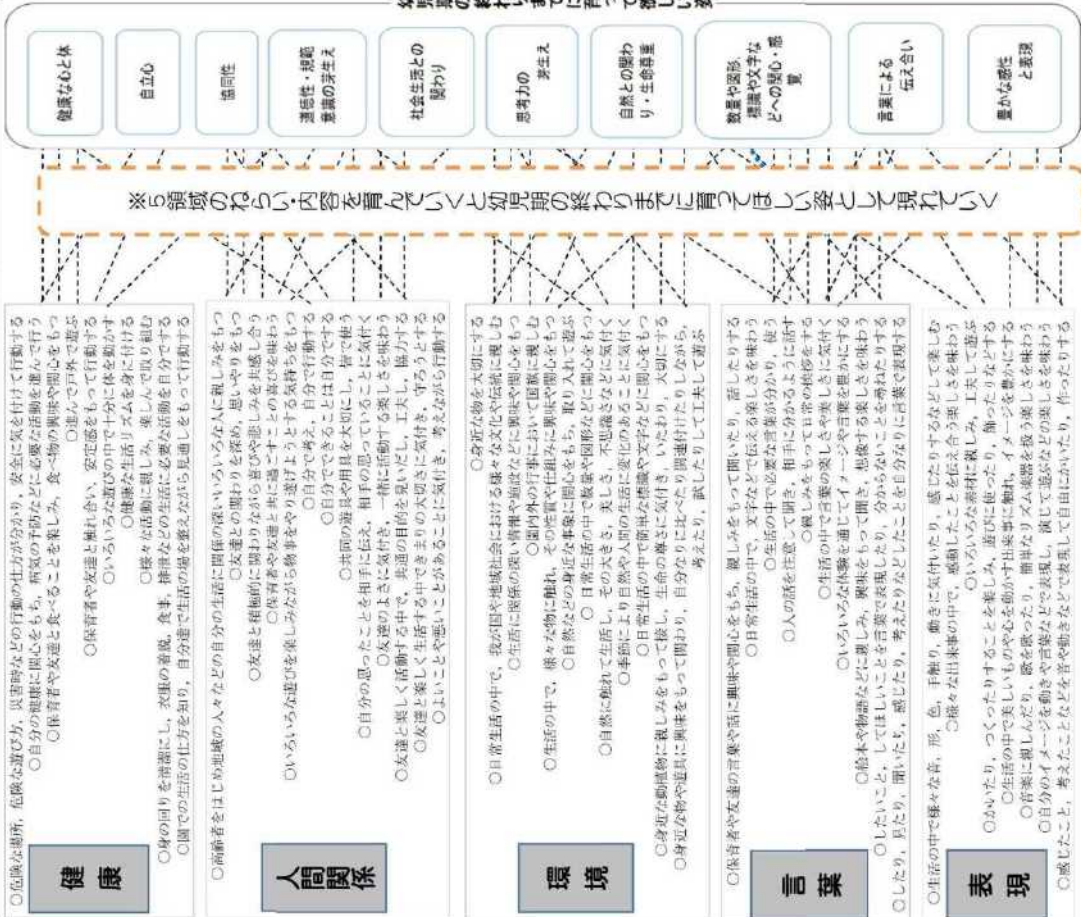 幼児期の終わりまでに育って欲しい姿
健康な心と体
自立心
協同性
道徳性・規範
意識の芽生え
社会生活との
関わり
思考力の
芽生え
自然との関わ
り・生命尊重
数量や図形、
標識や文字な
どへの関心・感
覚
言葉による
伝え合い
豊かな感性
と表現
※5領域のねらい・内容を育んでいくと幼児期の終わりまでに育ってほしい姿として現れていく
健康
○危険な場所，危険な遊び方，災害時などの行動の仕方が分かり，安全に気を付けて行動する
○自分の健康に関心をもち，病気の予防などに必要な活動を進んで行う
○保育者や友達と食べることを楽しみ，食べ物への興味や関心をもつ
○進んで戸外で遊ぶ
○保育者や友達と触れ合い，安定感をもって行動する
○いろいろな遊びの中で十分に体を動かす
○健康な生活リズムを身に付ける
○様々な活動に親しみ，楽しんで取り組む
○身の回りを清潔にし，衣服の着脱，食事，排泄などの生活に必要な活動を自分でする
○園での生活の仕方を知り，自分達で生活の場を整えながら見通しをもって行動する
人間関係
○高齢者をはじめ地域の人々などの自分の生活に関係の深いいろいろな人に親しみをもつ
○友達との関わりを深め，思いやりをもつ
○友達と積極的に関わりながら喜びや悲しみを共感し合う
○保育者や友達と共に過ごすことの喜びを味わう
○いろいろな遊びを楽しみながら物事をやり遂げようとする気持ちをもつ
○自分で考え，自分で行動する
○自分でできることは自分でする
○共同の遊具や用具を大切にし，皆で使う
○自分の思ったことを相手に伝え，相手の思っていることに気付く
○友達のよさに気付き，一緒に活動する楽しさを味わう
○友達と楽しく活動する中で，共通の目的を見いだし，工夫し，協力する
○友達と楽しく生活する中できまりの大切さに気付き，守ろうとする
○よいことや悪いことがあることに気付き，考えながら行動する
環境
○身近な物を大切にする
○日常生活の中で，我が国や地域社会における様々な文化や伝統に親しむ
○生活に関係の深い情報や施設などに興味や関心をもつ
○園内外の行事において国旗に親しむ
○生活の中で，様々な物に触れ，その性質や仕組みに興味や関心をもつ
○自然などの身近な事象に関心をもち，取り入れて遊ぶ
○日常生活の中で数量や図形などに関心をもつ
○自然に触れて生活し，その大きさ，美しさ，不思議さなどに気付く
○季節により自然や人間の生活に変化のあることに気付く
○日常生活の中で簡単な標識や文字などに関心をもつ
○身近な動植物に親しみをもって接し，生命の尊さに気付き，いたわり，大切にする
○身近な物や遊具に興味をもって関わり，自分なりに比べたり関連付けたりしながら，
考えたり，試したりして工夫して遊ぶ
言葉
○保育者や友達の言葉や話に興味や関心をもち，親しみをもって聞いたり，話したりする
○日常生活の中で，文字などで伝える楽しさを味わう
○生活の中で必要な言葉が分かり，使う
○人の話を注意して聞き，相手に分かるように話す
○親しみをもって日常の挨拶をする
○生活の中で言葉の楽しさや美しさに気付く
○いろいろな体験を通じてイメージや言葉を豊かにする
○絵本や物語などに親しみ，興味をもって聞き，想像する楽しさを味わう
○したいこと，してほしいことを言葉で表現したり，分からないことを尋ねたりする
○したり，見たり，聞いたり，感じたり，考えたりなどしたことを自分なりに言葉で表現する
表現
○生活の中で様々な音，形，色，手触り，動きに気付いたり，感じたりするなどして楽しむ
○様々な出来事の中で，感動したことを伝え合う楽しさを味わう
○いろいろな素材に親しみ，工夫して遊ぶ
○かいたり，つくったりすることを楽しみ，遊びに使ったり，飾ったりなどする
○生活の中で美しいものや心を動かす出来事に触れ，イメージを豊かにする
○音楽に親しんだり，歌を歌ったり，簡単なリズム楽器を使う楽しさを味わう
○自分のイメージを動きや言葉などで表現し，演じて遊ぶなどの楽しさを味わう
○感じたこと，考えたことなどを音や動きなどで表現して自由にかいたり，作ったりする